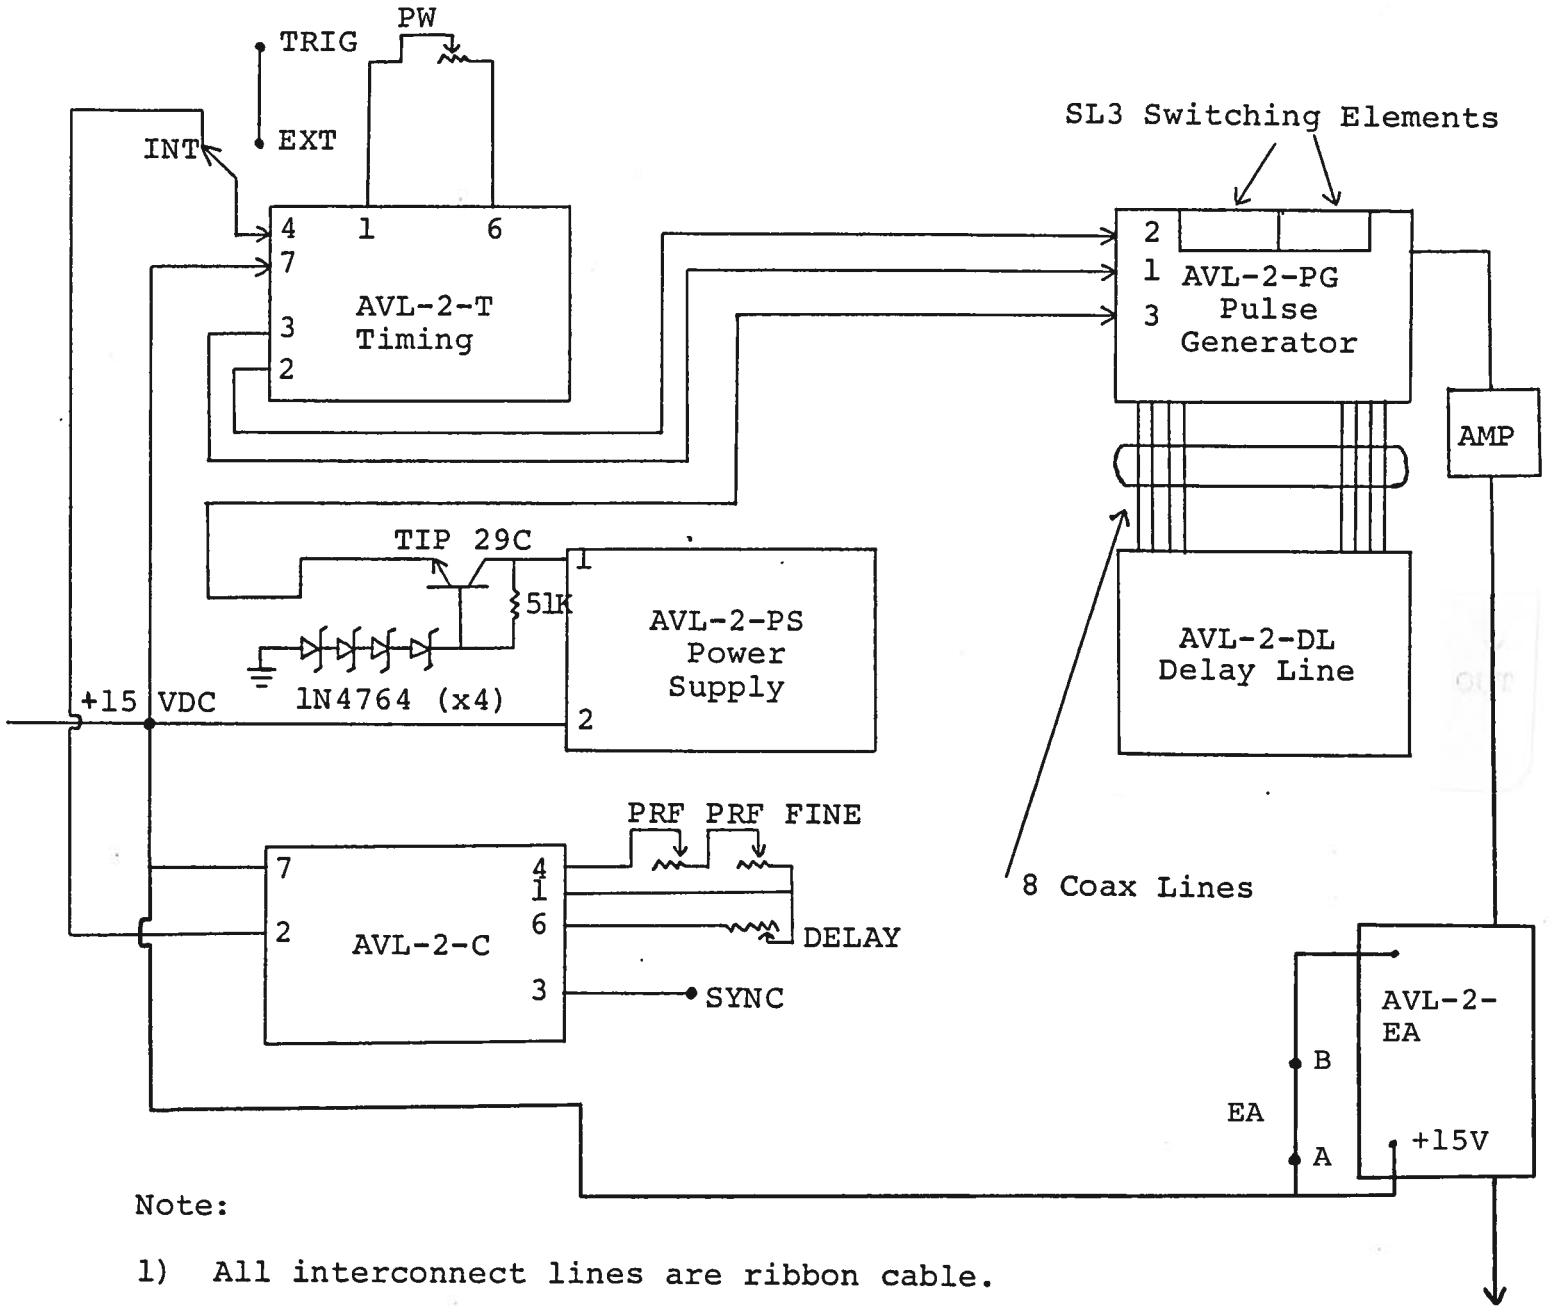 PW
TRIG
EXT
INT
4
1
6
7
AVL-2-T
Timing
3
2
SL3 Switching Elements
2
1
AVL-2-PG
Pulse
3
Generator
AMP
TIP 29C
1
51K
AVL-2-PS
Power
Supply
1N4764 (x4)
+15 VDC
2
AVL-2-DL
Delay Line
8 Coax Lines
PRF PRF FINE
7
4
1
6
2
AVL-2-C
DELAY
3
SYNC
AVL-2-
EA
B
EA
A
+15V
Note:
1) All interconnect lines are ribbon cable.